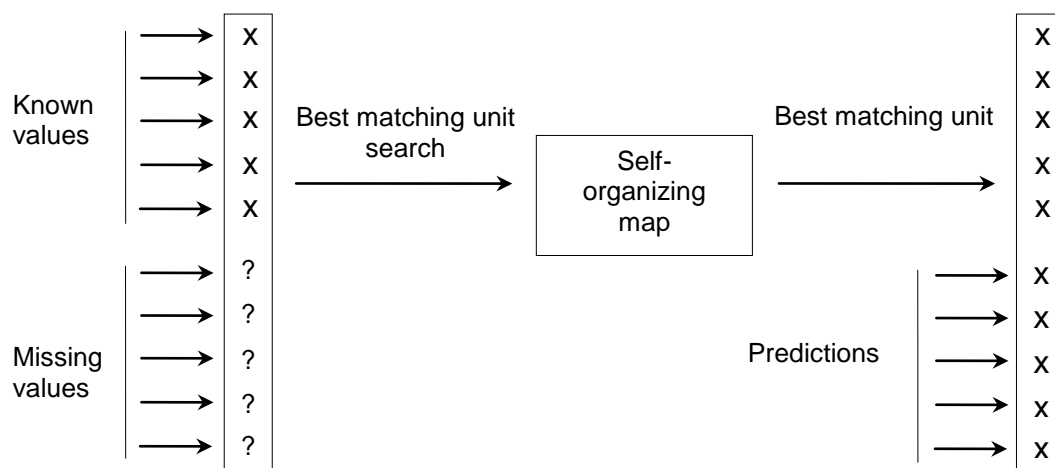 Known
values
x
x
x
x
x
Missing
values
?
?
?
?
?
Best matching unit
search
Self-
organizing
map
Best matching unit
Predictions
x
x
x
x
x
x
x
x
x
x